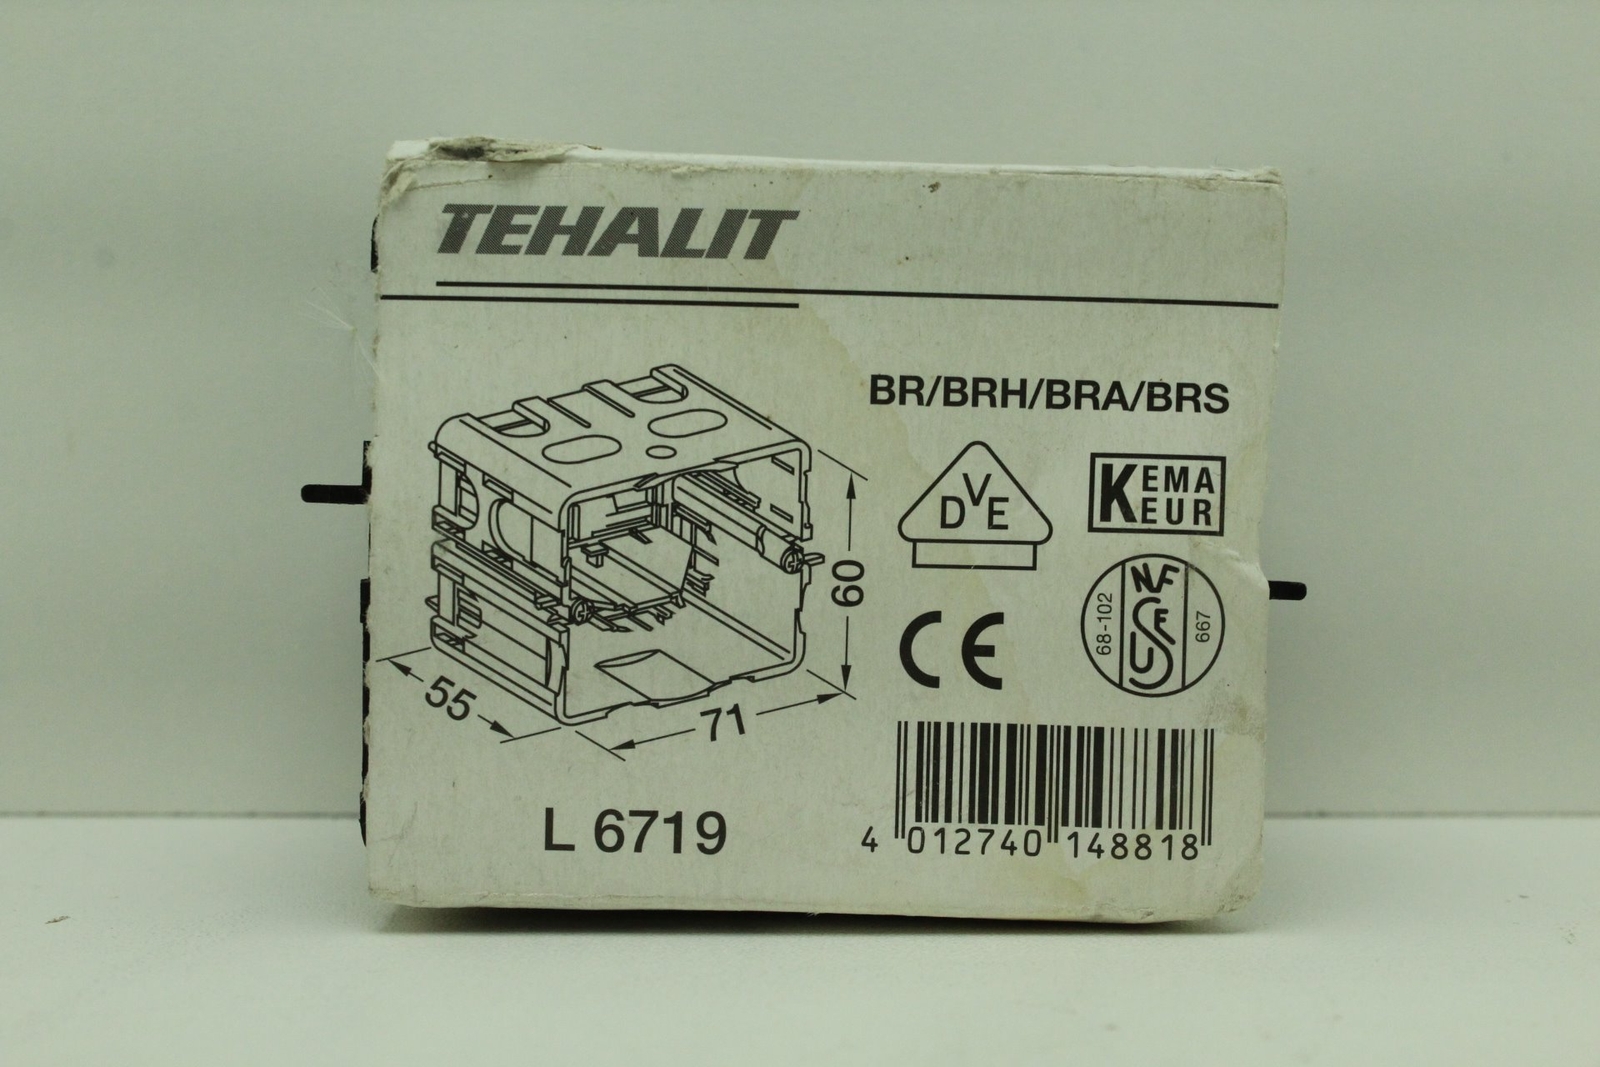 TEHALIT
BR/BRH/BRA/BRS
DVE
KEMA
KEUR
68-102
NF
USE
667
CE
60
55
71
L 6719
4 012740 148818